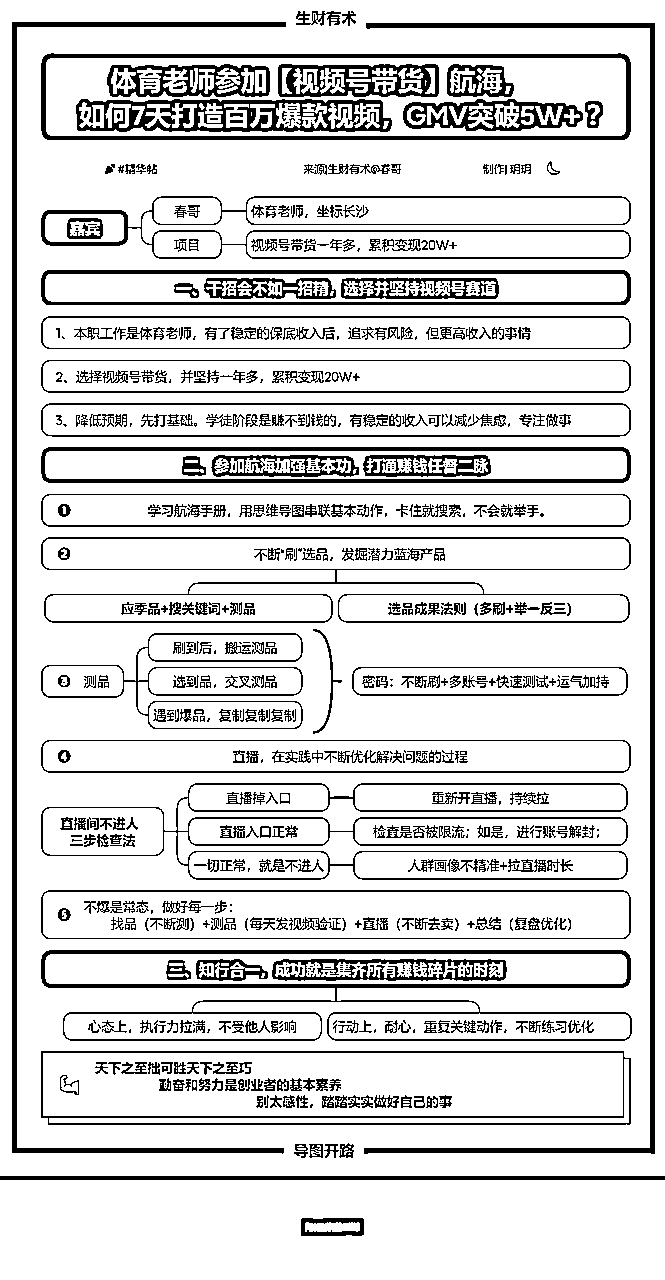 生财有术
体育老师参加【视频号带货】航海，
如何7天打造百万爆款视频，GMV突破5W+？
#精华帖
来源|生财有术@春哥
制作|玥玥
嘉宾
春哥
体育老师，坐标长沙
项目
视频号带货一年多，累积变现20W+
一、千招会不如一招精，选择并坚持视频号赛道
1、本职工作是体育老师，有了稳定的保底收入后，追求有风险，但更高收入的事情
2、选择视频号带货，并坚持一年多，累积变现20W+
3、降低预期，先打基础。学徒阶段是赚不到钱的，有稳定的收入可以减少焦虑，专注做事
二、参加航海加强基本功，打通赚钱任督二脉
❶ 学习航海手册，用思维导图串联基本动作，卡住就搜索，不会就举手。
❷ 不断“刷”选品，发掘潜力蓝海产品
应季品+搜关键词+测品
选品成果法则（多刷+举一反三）
❸ 测品
刷到后，搬运测品
选到品，交叉测品
遇到爆品，复制复制复制
密码：不断刷+多账号+快速测试+运气加持
❹ 直播，在实践中不断优化解决问题的过程
直播间不进人
三步检查法
直播掉入口
重新开直播，持续拉
直播入口正常
检查是否被限流；如是，进行账号解封；
一切正常，就是不进人
人群画像不精准+拉直播时长
❺ 不爆是常态，做好每一步：
找品（不断测）+测品（每天发视频验证）+直播（不断去卖）+总结（复盘优化）
三、知行合一，成功就是集齐所有赚钱碎片的时刻
心态上，执行力拉满，不受他人影响
行动上，耐心，重复关键动作，不断练习优化
天下之至拙可胜天下之至巧
勤奋和努力是创业者的基本素养
别太感性，踏踏实实做好自己的事
导图开路